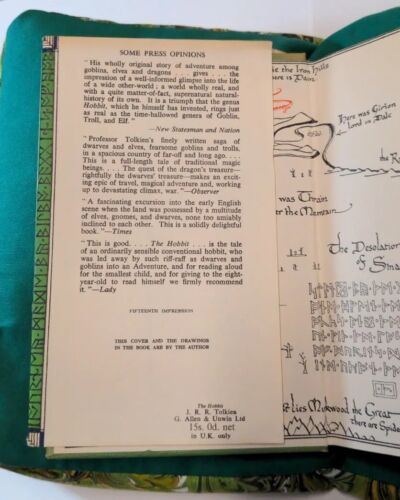 SOME PRESS OPINIONS
" His wholly original story of adventure among
goblins, elves and dragons . . . gives . . . the
impression of a well-informed glimpse into the life
of a wide other-world ; a world wholly real, and
with a quite matter-of-fact, supernatural natural-
history of its own. It is a triumph that the genus
Hobbit, which he himself has invented, rings just
as real as the time-hallowed genera of Goblin,
Troll, and Elf."
—New Statesman and Nation
" Professor Tolkien's finely written saga of
dwarves and elves, fearsome goblins and trolls,
in a spacious country of far-off and long ago. . . .
This is a full-length tale of traditional magic
beings. . . . The quest of the dragon's treasure—
rightfully the dwarves' treasure—makes an excit-
ing epic of travel, magical adventure and, working
up to devastating climax, war."—Observer
" A fascinating excursion into the early English
scene when the land was possessed by a multitude
of elves, gnomes, and dwarves, none too amiably
inclined to each other. This is a solidly delightful
book."—Times
" This is good. . . . The Hobbit . . . is the tale
of an ordinarily sensible conventional hobbit, who
was led away by such riff-raff as dwarves and
goblins into an Adventure, and for reading aloud
for the smallest child, and for giving to the eight-
year-old to read himself we firmly recommend
it."—Lady
FIFTEENTH IMPRESSION
THIS COVER AND THE DRAWINGS
IN THE BOOK ARE BY THE AUTHOR
The Hobbit
J. R. R. Tolkien
G. Allen & Unwin Ltd
15s. 0d. net
in U.K. only
the Iron Hills
is Dain
Here was Girion
Lord in Dale
the
was Thrain
the Mountain
The Desolation
of
lies Mirkwood the Great
there are